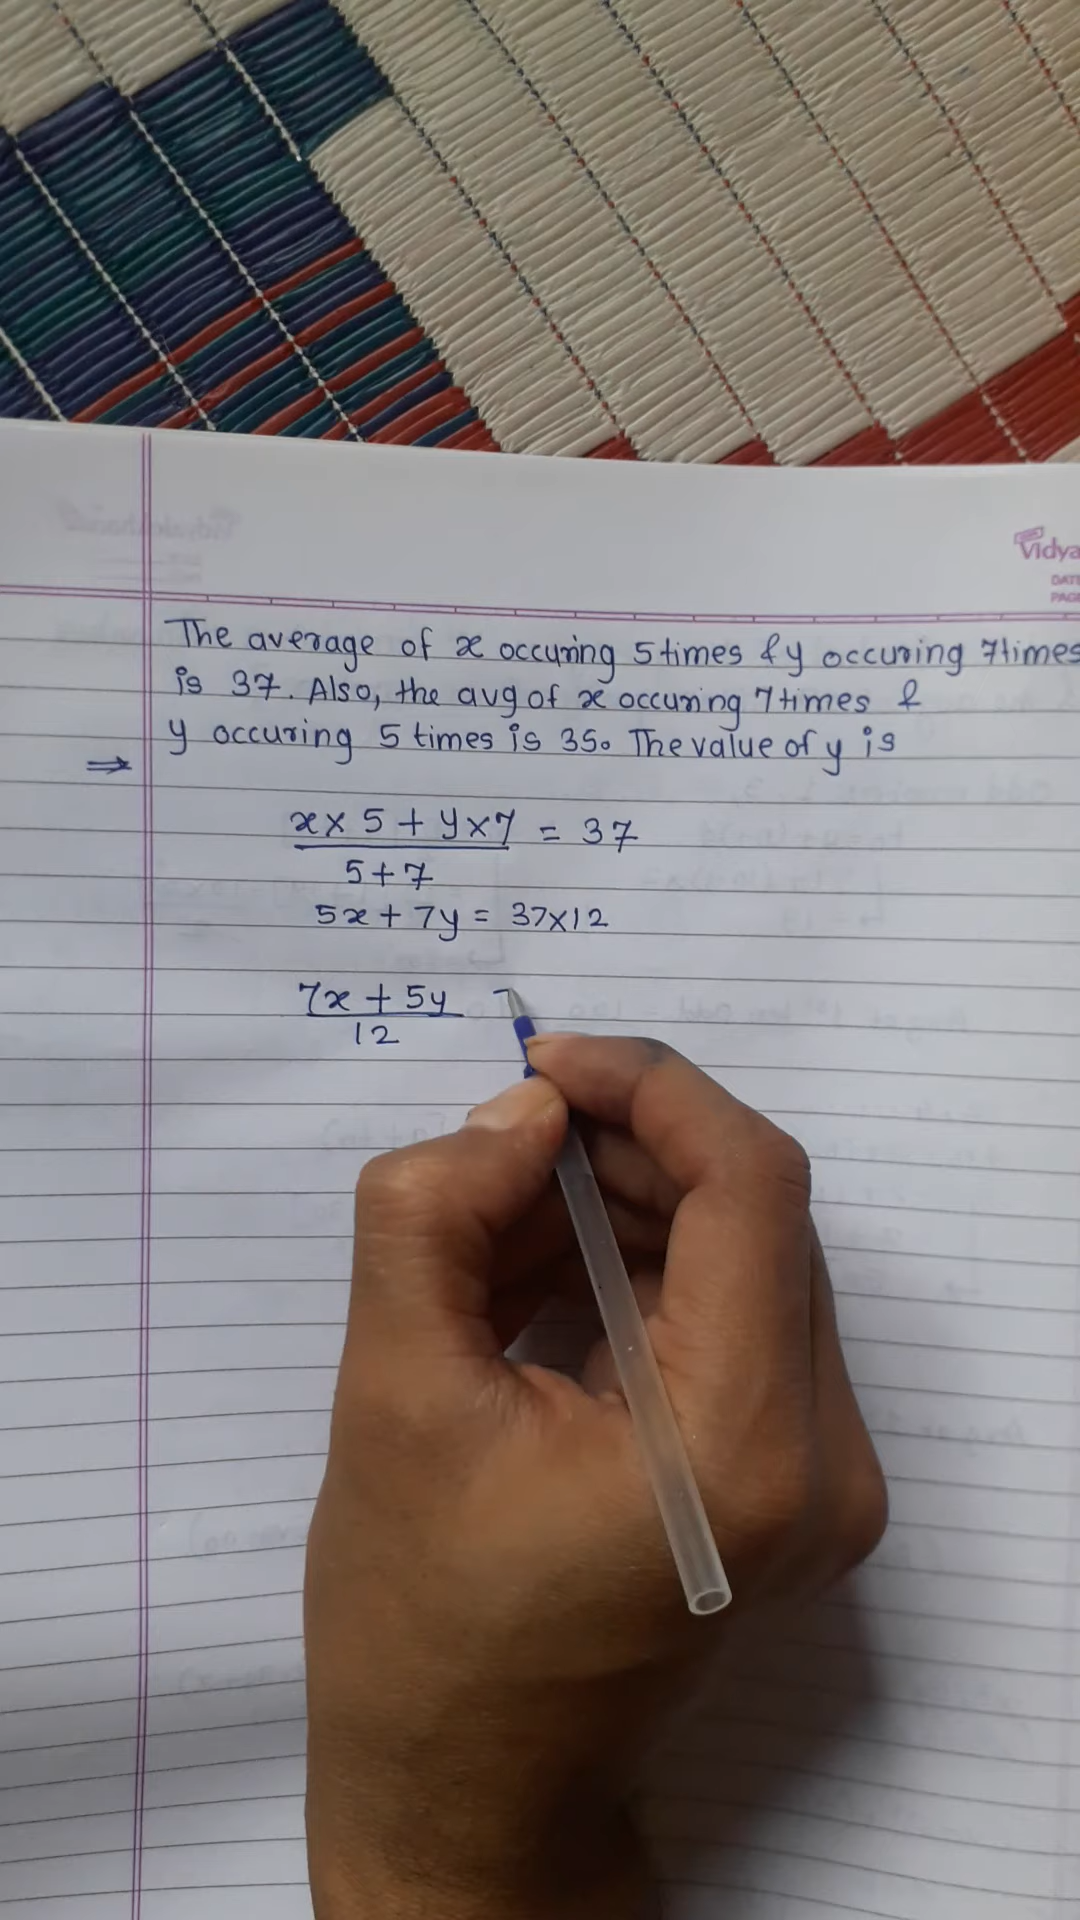 Vidya
DATE
PAGE
The average of x occuring 5 times & y occuring 7 times
is 37. Also, the avg of x occuring 7 times &
y occuring 5 times is 35. The value of y is
⇒
x × 5 + y × 7 = 37
5 + 7
5x + 7y = 37×12
7x + 5y
12